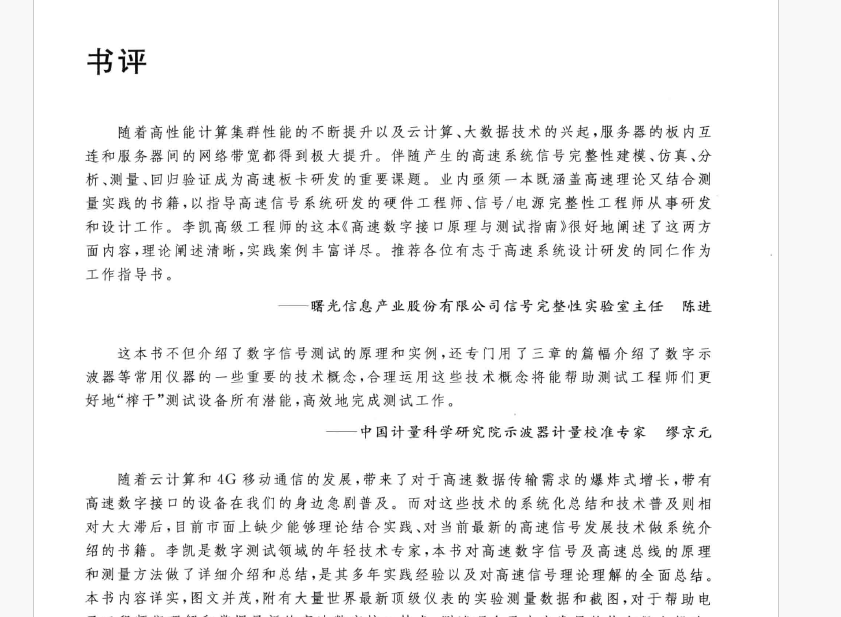 书评
随着高性能计算集群性能的不断提升以及云计算、大数据技术的兴起,服务器的板内互
连和服务器间的网络带宽都得到极大提升。伴随产生的高速系统信号完整性建模、仿真、分
析、测量、回归验证成为高速板卡研发的重要课题。业内亟须一本既涵盖高速理论又结合测
量实践的书籍,以指导高速信号系统研发的硬件工程师、信号/电源完整性工程师从事研发
和设计工作。李凯高级工程师的这本《高速数字接口原理与测试指南》很好地阐述了这两方
面内容,理论阐述清晰,实践案例丰富详尽。推荐各位有志于高速系统设计研发的同仁作为
工作指导书。
——曙光信息产业股份有限公司信号完整性实验室主任 陈进
这本书不但介绍了数字信号测试的原理和实例,还专门用了三章的篇幅介绍了数字示
波器等常用仪器的一些重要的技术概念,合理运用这些技术概念将能帮助测试工程师们更
好地“榨干”测试设备所有潜能,高效地完成测试工作。
——中国计量科学研究院示波器计量校准专家 缪京元
随着云计算和 4G 移动通信的发展,带来了对于高速数据传输需求的爆炸式增长,带有
高速数字接口的设备在我们的身边急剧普及。而对这些技术的系统化总结和技术普及则相
对大大滞后,目前市面上缺少能够理论结合实践、对当前最新的高速信号发展技术做系统介
绍的书籍。李凯是数字测试领域的年轻技术专家,本书对高速数字信号及高速总线的原理
和测量方法做了详细介绍和总结,是其多年实践经验以及对高速信号理论理解的全面总结。
本书内容详实,图文并茂,附有大量世界最新顶级仪表的实验测量数据和截图,对于帮助电